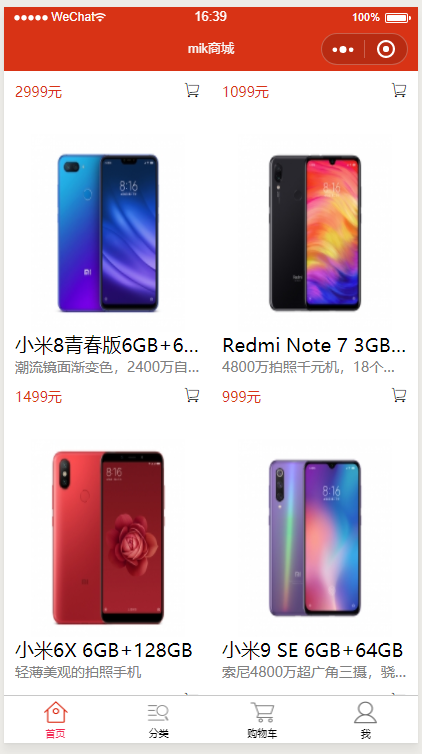 WeChat
16:39
100%
mik商城
2999元
1099元
8:16
8:16
小米8青春版6GB+6...
Redmi Note 7 3GB...
潮流镜面渐变色，2400万自...
4800万拍照千元机，18个...
1499元
999元
8:16
8:16
小米6X 6GB+128GB
小米9 SE 6GB+64GB
轻薄美观的拍照手机
索尼4800万超广角三摄，骁...
首页
分类
购物车
我